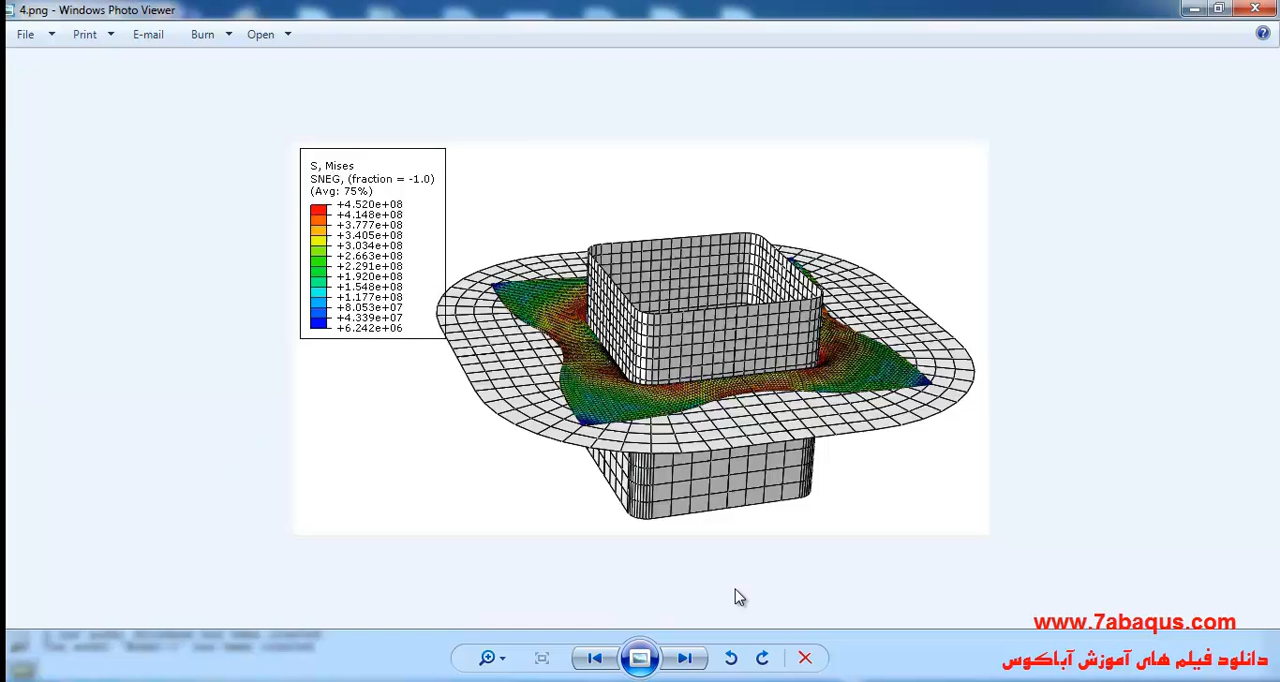 4.png - Windows Photo Viewer
File Print E-mail Burn Open
S, Mises
SNEG, (fraction = -1.0)
(Avg: 75%)
+4.520e+08
+4.148e+08
+3.777e+08
+3.405e+08
+3.034e+08
+2.663e+08
+2.291e+08
+1.920e+08
+1.548e+08
+1.177e+08
+8.053e+07
+4.339e+07
+6.242e+06
www.7abaqus.com
دانلود فیلم های آموزش آباکوس